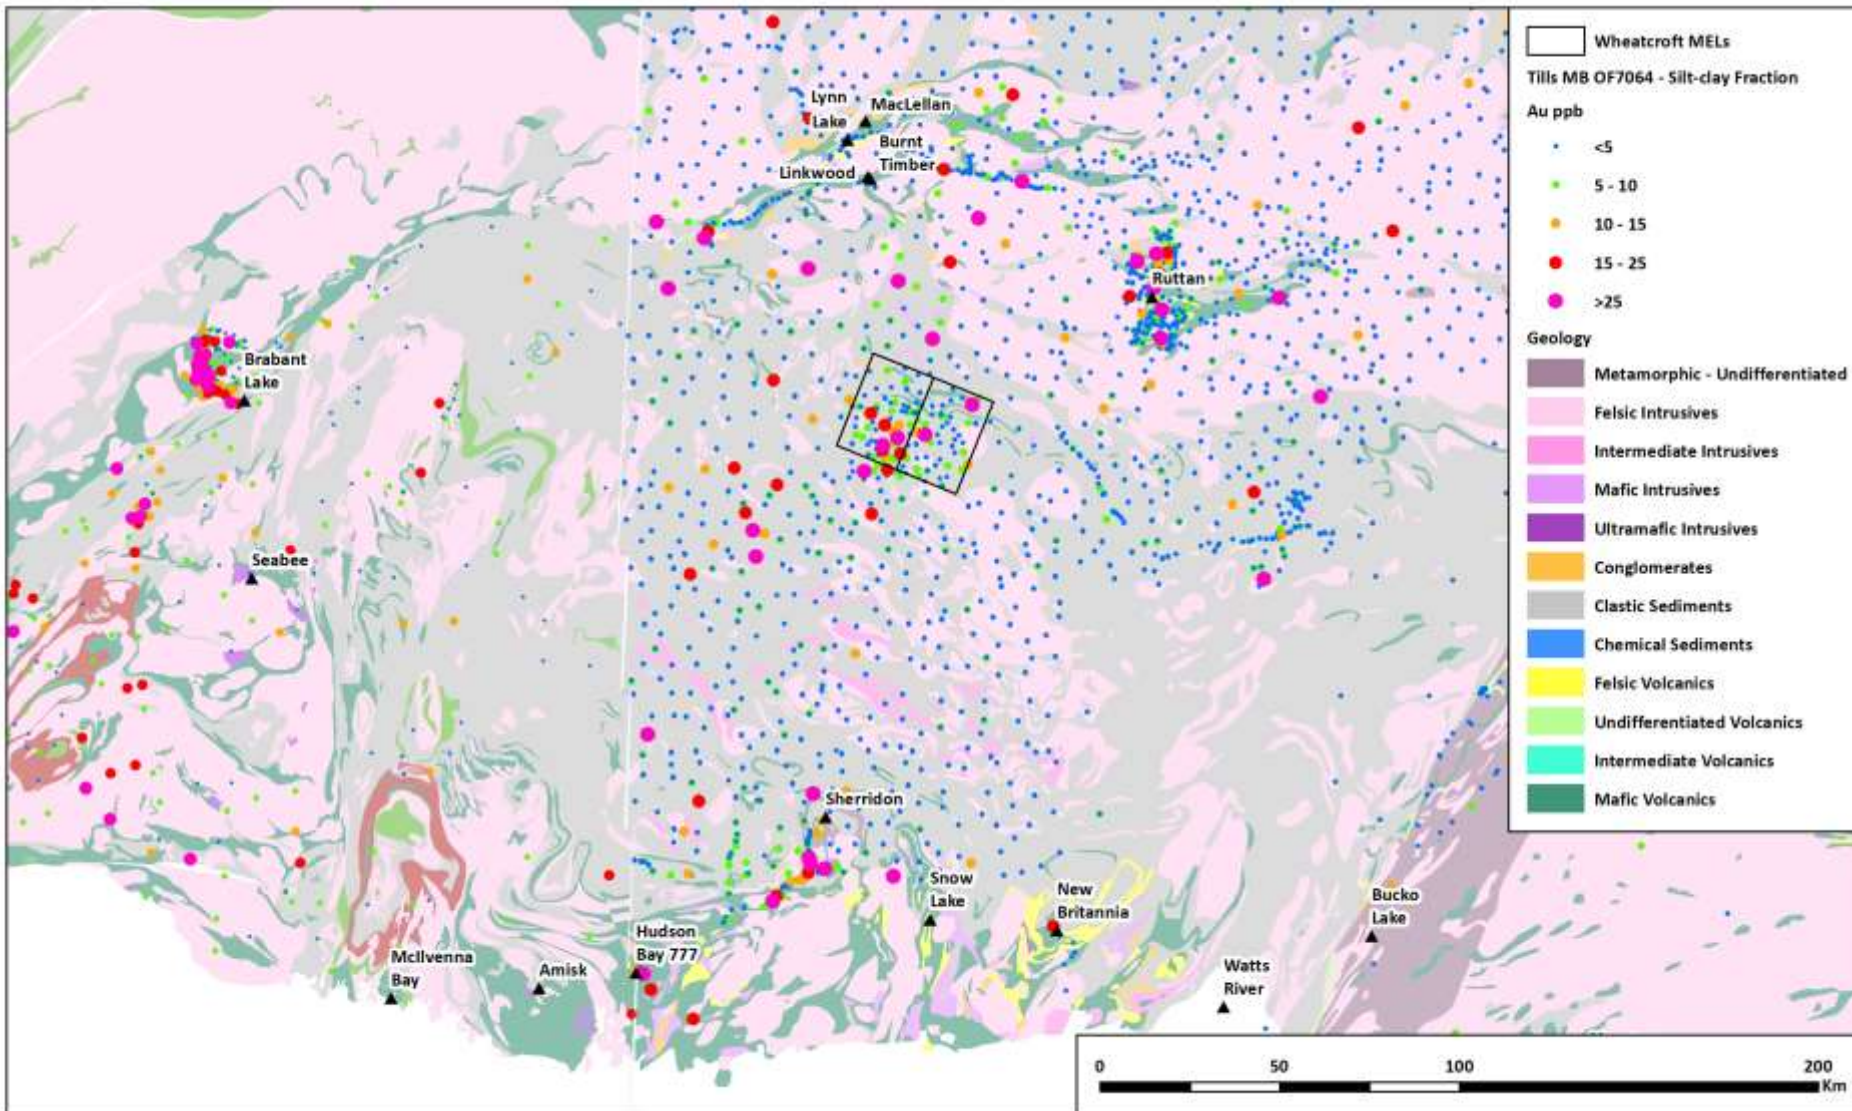 Wheatcroft MELs
Tills MB OF7064 - Silt-clay Fraction
Au ppb
<5
5 - 10
10 - 15
15 - 25
>25
Geology
Metamorphic - Undifferentiated
Felsic Intrusives
Intermediate Intrusives
Mafic Intrusives
Ultramafic Intrusives
Conglomerates
Clastic Sediments
Chemical Sediments
Felsic Volcanics
Undifferentiated Volcanics
Intermediate Volcanics
Mafic Volcanics
Lynn
Lake
MacLellan
Burnt
Timber
Linkwood
Ruttan
Brabant
Lake
Seabee
Sherridon
Snow
Lake
New
Britannia
Bucko
Lake
Hudson
Bay 777
McIlvenna
Bay
Amisk
Watts
River
0 50 100 200
Km